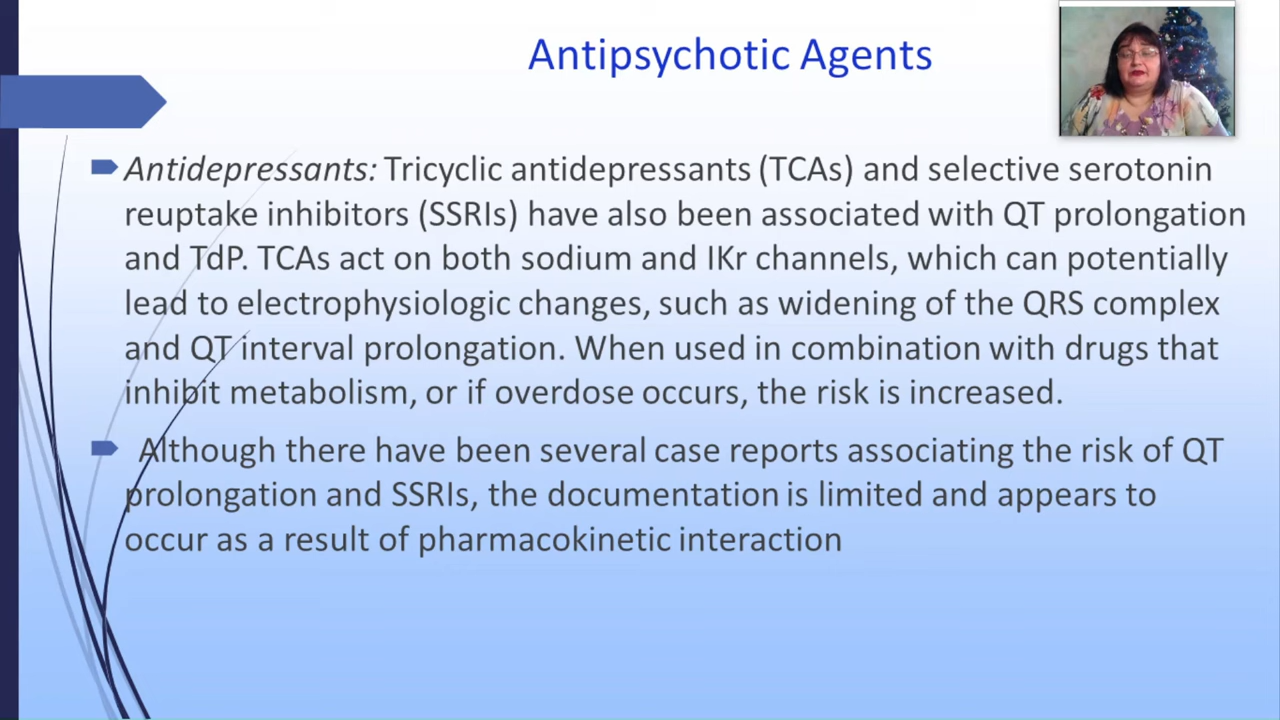 Antipsychotic Agents
Antidepressants: Tricyclic antidepressants (TCAs) and selective serotonin
reuptake inhibitors (SSRIs) have also been associated with QT prolongation
and TdP. TCAs act on both sodium and IKr channels, which can potentially
lead to electrophysiologic changes, such as widening of the QRS complex
and QT interval prolongation. When used in combination with drugs that
inhibit metabolism, or if overdose occurs, the risk is increased.
Although there have been several case reports associating the risk of QT
prolongation and SSRIs, the documentation is limited and appears to
occur as a result of pharmacokinetic interaction